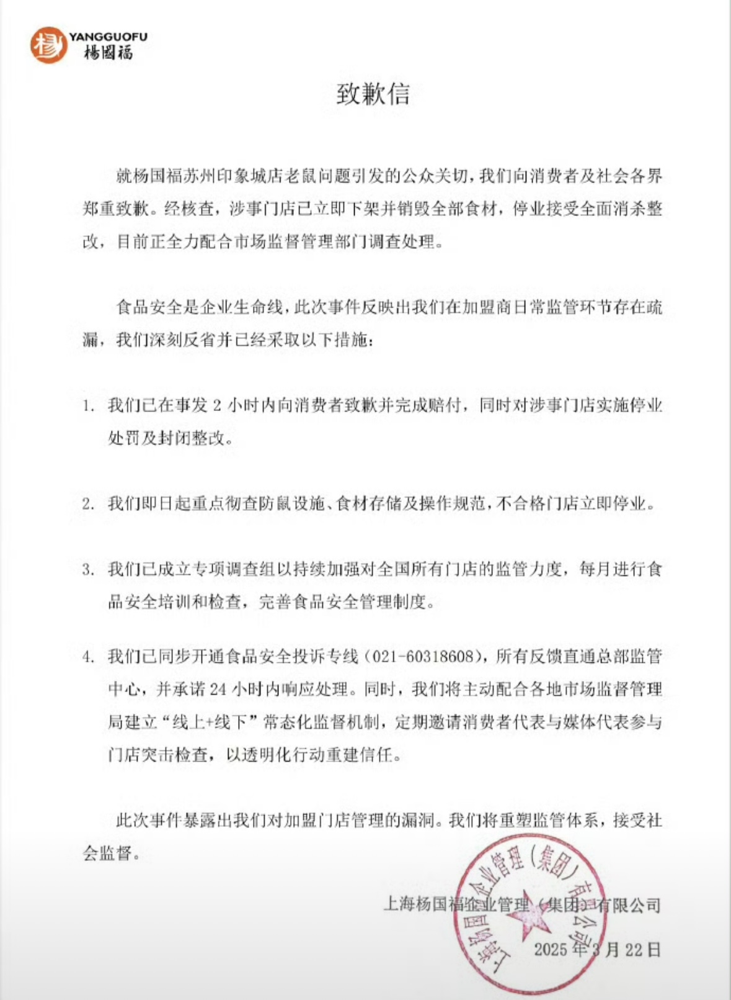 YANGGUOFU
楊國福
致歉信
就杨国福苏州印象城店老鼠问题引发的公众关切，我们向消费者及社会各界
郑重致歉。经核查，涉事门店已立即下架并销毁全部食材，停业接受全面消杀整
改，目前正全力配合市场监督管理部门调查处理。
食品安全是企业生命线，此次事件反映出我们在加盟商日常监管环节存在疏
漏，我们深刻反省并已经采取以下措施：
1. 我们已在事发 2 小时内向消费者致歉并完成赔付，同时对涉事门店实施停业
处罚及封闭整改。
2. 我们即日起重点彻查防鼠设施、食材存储及操作规范，不合格门店立即停业。
3. 我们已成立专项调查组以持续加强对全国所有门店的监管力度，每月进行食
品安全培训和检查，完善食品安全管理制度。
4. 我们已同步开通食品安全投诉专线（021-60318608），所有反馈直通总部监管
中心，并承诺 24 小时内响应处理。同时，我们将主动配合各地市场监督管理
局建立“线上+线下”常态化监督机制，定期邀请消费者代表与媒体代表参与
门店突击检查，以透明化行动重建信任。
此次事件暴露出我们对加盟门店管理的漏洞。我们将重塑监管体系，接受社
会监督。
上海杨国福企业管理（集团）有限公司
2025 年 3 月 22 日
上海杨国福企业管理（集团）有限公司